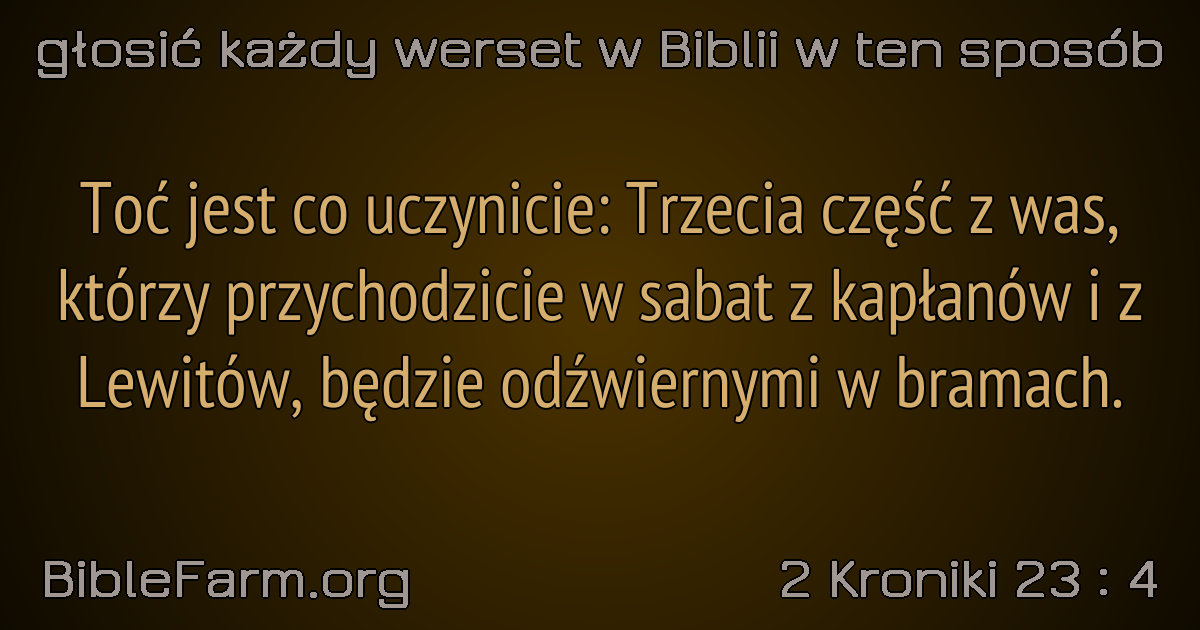 głosić każdy werset w Biblii w ten sposób
Toć jest co uczynicie: Trzecia część z was,
którzy przychodzicie w sabat z kapłanów i z
Lewitów, będzie odźwiernymi w bramach.
BibleFarm.org
2 Kroniki 23 : 4